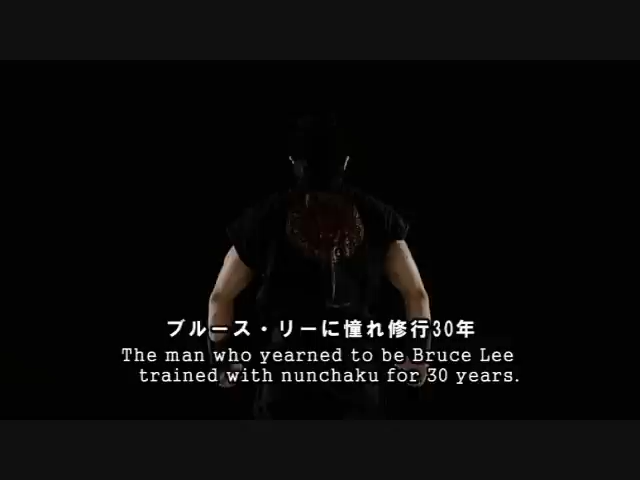 ブルース・リーに憧れ修行30年
The man who yearned to be Bruce Lee
trained with nunchaku for 30 years.